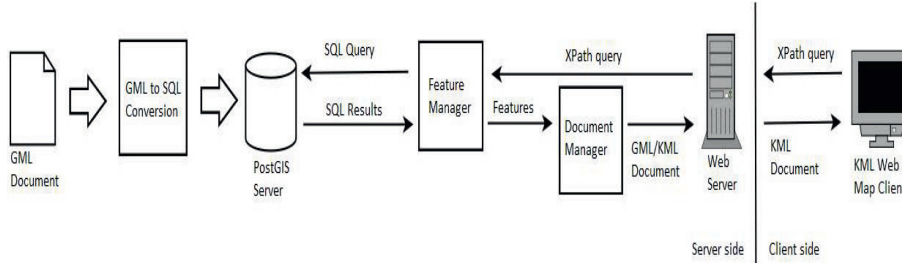 GML
Document
GML to SQL
Conversion
SQL Query
SQL Results
PostGIS
Server
Feature
Manager
XPath query
Features
Document
Manager
GML/KML
Document
Web
Server
XPath query
KML
Document
KML Web
Map Client
Server side
Client side